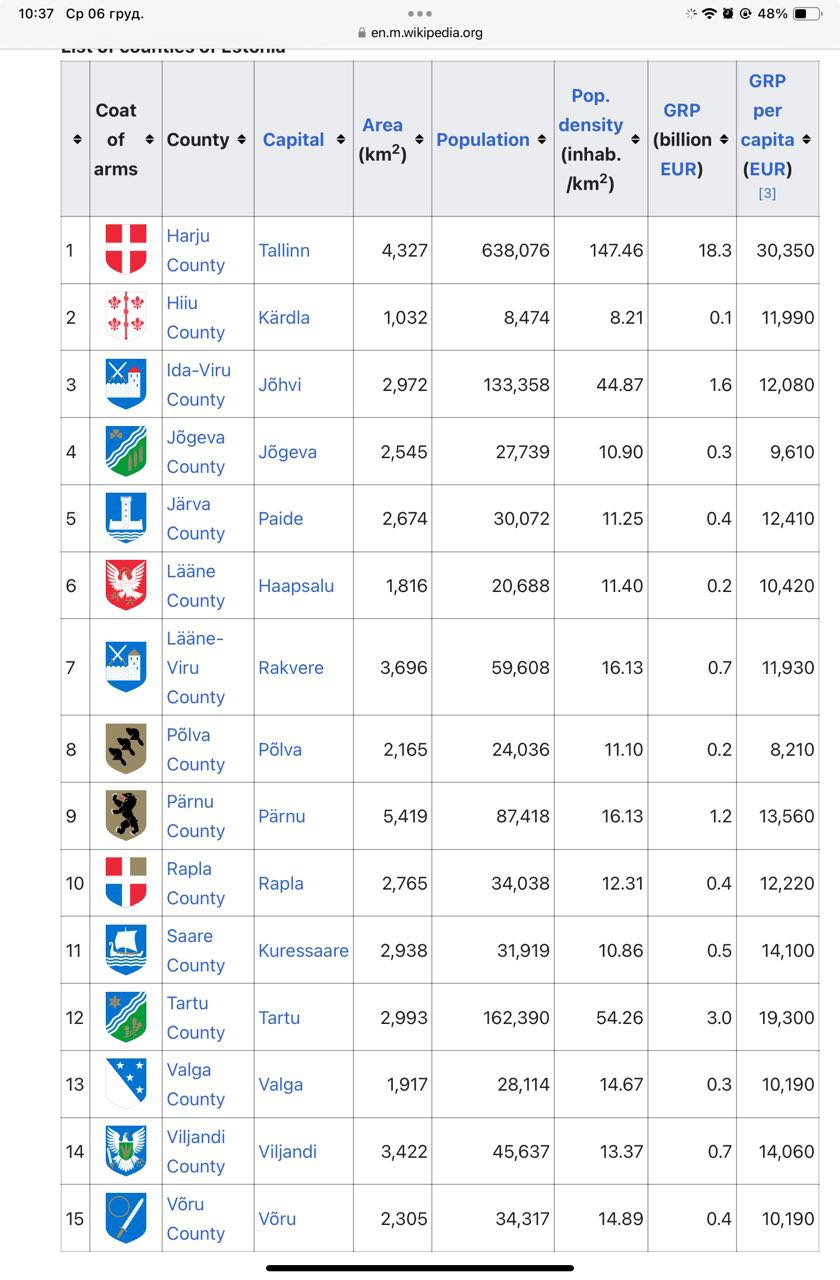 10:37 Ср 06 груд.
48%
en.m.wikipedia.org
List of counties of Estonia
Coat of arms County Capital Area (km²) Population Pop. density (inhab. /km²) GRP (billion EUR) GRP per capita (EUR) [3]
1 Harju County Tallinn 4,327 638,076 147.46 18.3 30,350
2 Hiiu County Kärdla 1,032 8,474 8.21 0.1 11,990
3 Ida-Viru County Jõhvi 2,972 133,358 44.87 1.6 12,080
4 Jõgeva County Jõgeva 2,545 27,739 10.90 0.3 9,610
5 Järva County Paide 2,674 30,072 11.25 0.4 12,410
6 Lääne County Haapsalu 1,816 20,688 11.40 0.2 10,420
7 Lääne-Viru County Rakvere 3,696 59,608 16.13 0.7 11,930
8 Põlva County Põlva 2,165 24,036 11.10 0.2 8,210
9 Pärnu County Pärnu 5,419 87,418 16.13 1.2 13,560
10 Rapla County Rapla 2,765 34,038 12.31 0.4 12,220
11 Saare County Kuressaare 2,938 31,919 10.86 0.5 14,100
12 Tartu County Tartu 2,993 162,390 54.26 3.0 19,300
13 Valga County Valga 1,917 28,114 14.67 0.3 10,190
14 Viljandi County Viljandi 3,422 45,637 13.37 0.7 14,060
15 Võru County Võru 2,305 34,317 14.89 0.4 10,190